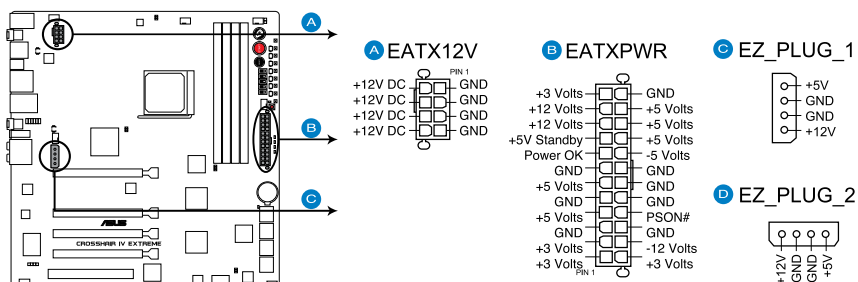 A
B
C
ASUS
CROSSHAIR IV EXTREME
A EATX12V
PIN 1
+12V DC GND
+12V DC GND
+12V DC GND
+12V DC GND
B EATXPWR
+3 Volts GND
+12 Volts +5 Volts
+12 Volts +5 Volts
+5V Standby +5 Volts
Power OK -5 Volts
GND GND
+5 Volts GND
GND GND
+5 Volts PSON#
GND GND
+3 Volts -12 Volts
+3 Volts +3 Volts
PIN 1
C EZ_PLUG_1
+5V
GND
GND
+12V
D EZ_PLUG_2
+12V
GND
GND
+5V